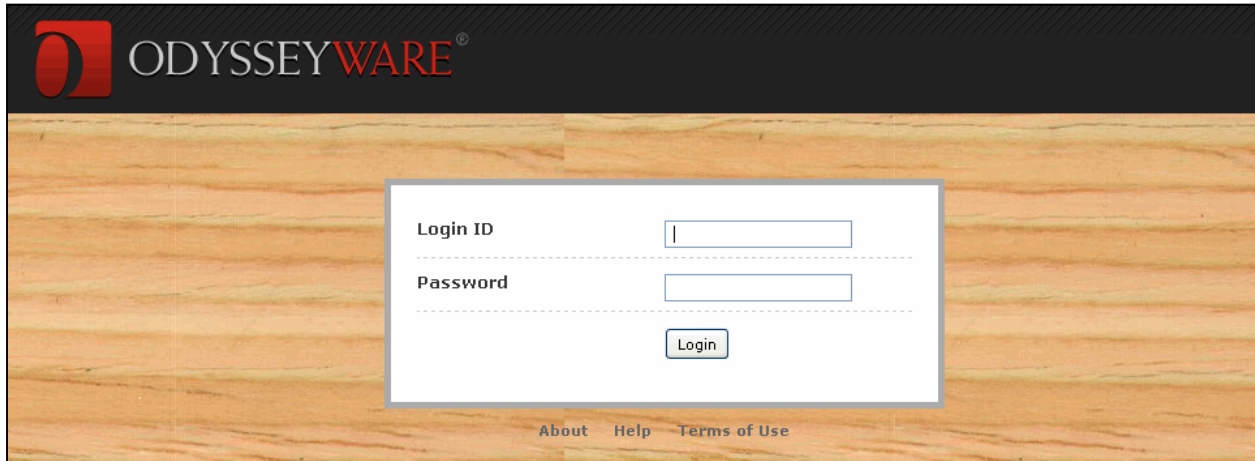 ODYSSEYWARE®
Login ID
Password
Login
About Help Terms of Use